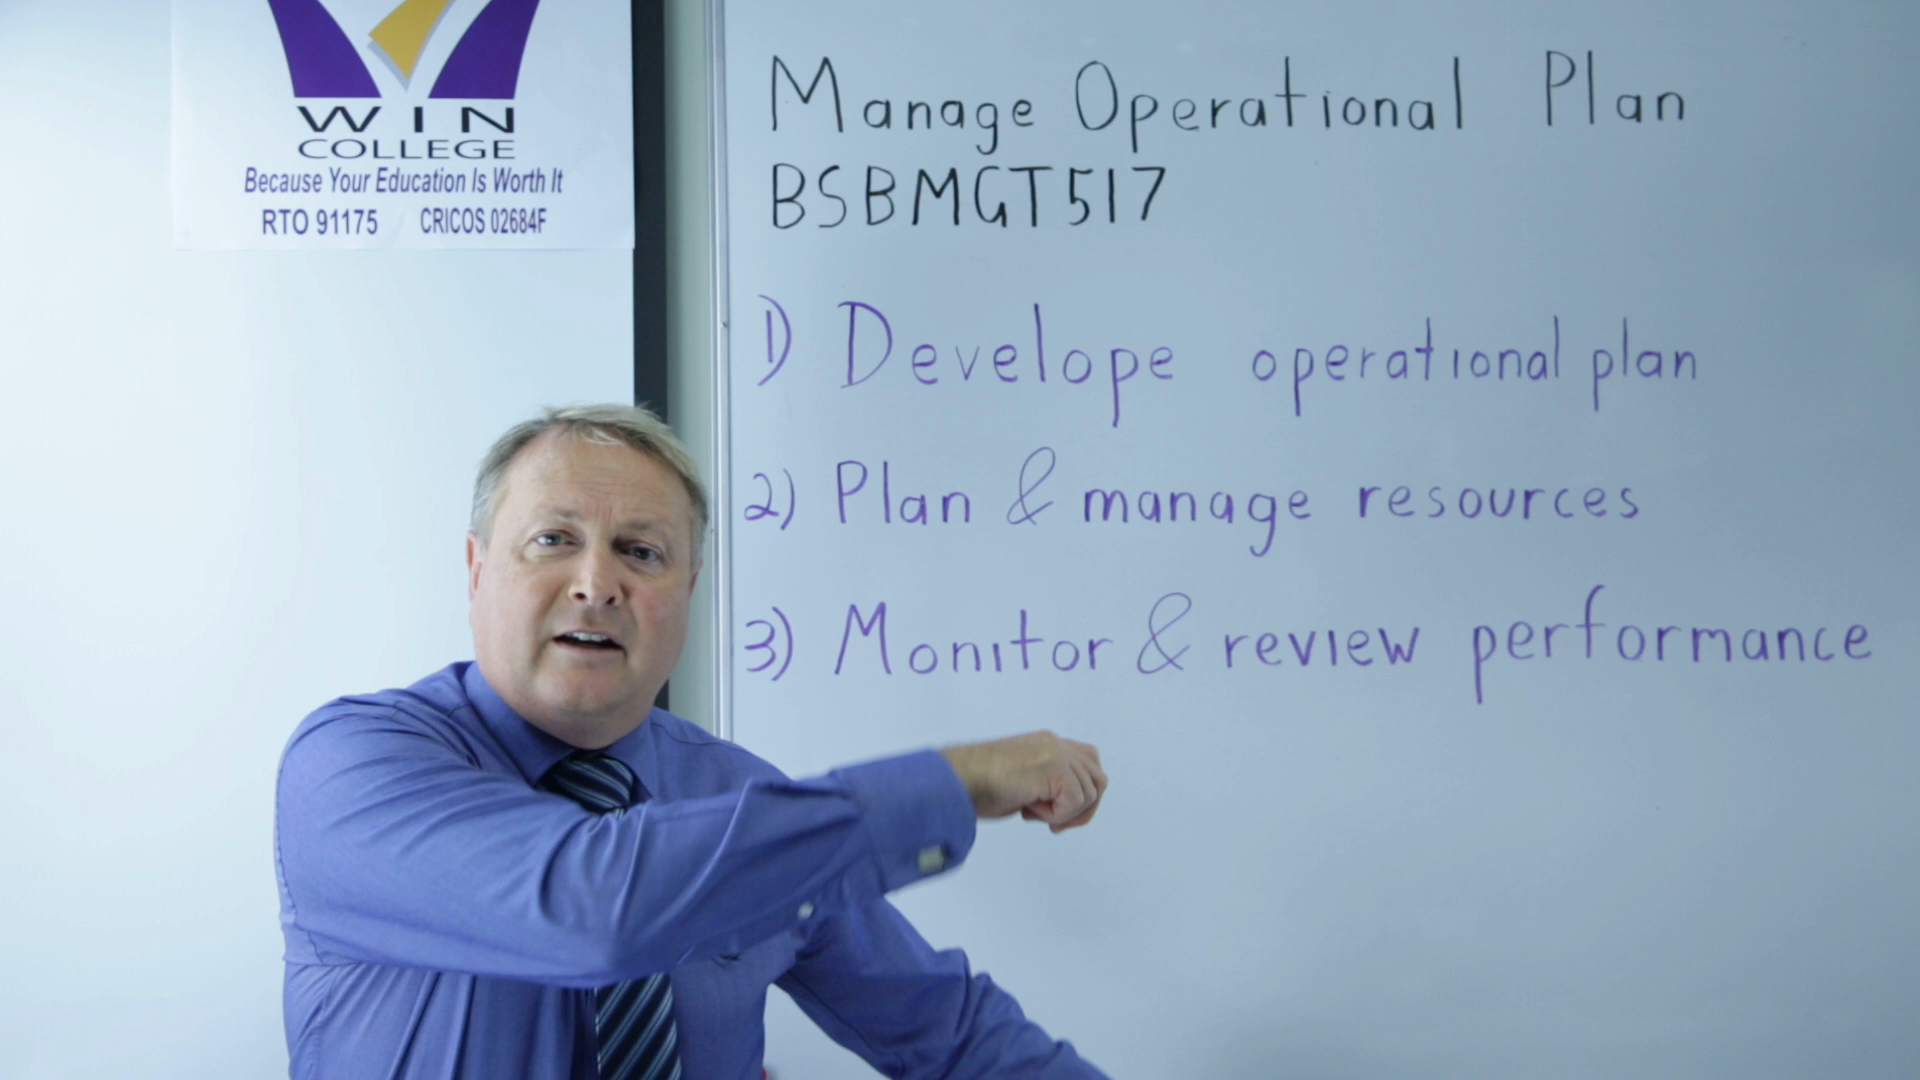 WIN
COLLEGE
Because Your Education Is Worth It
RTO 91175 CRICOS 02684F
Manage Operational Plan
BSBMGT517
1) Develope operational plan
2) Plan & manage resources
3) Monitor & review performance